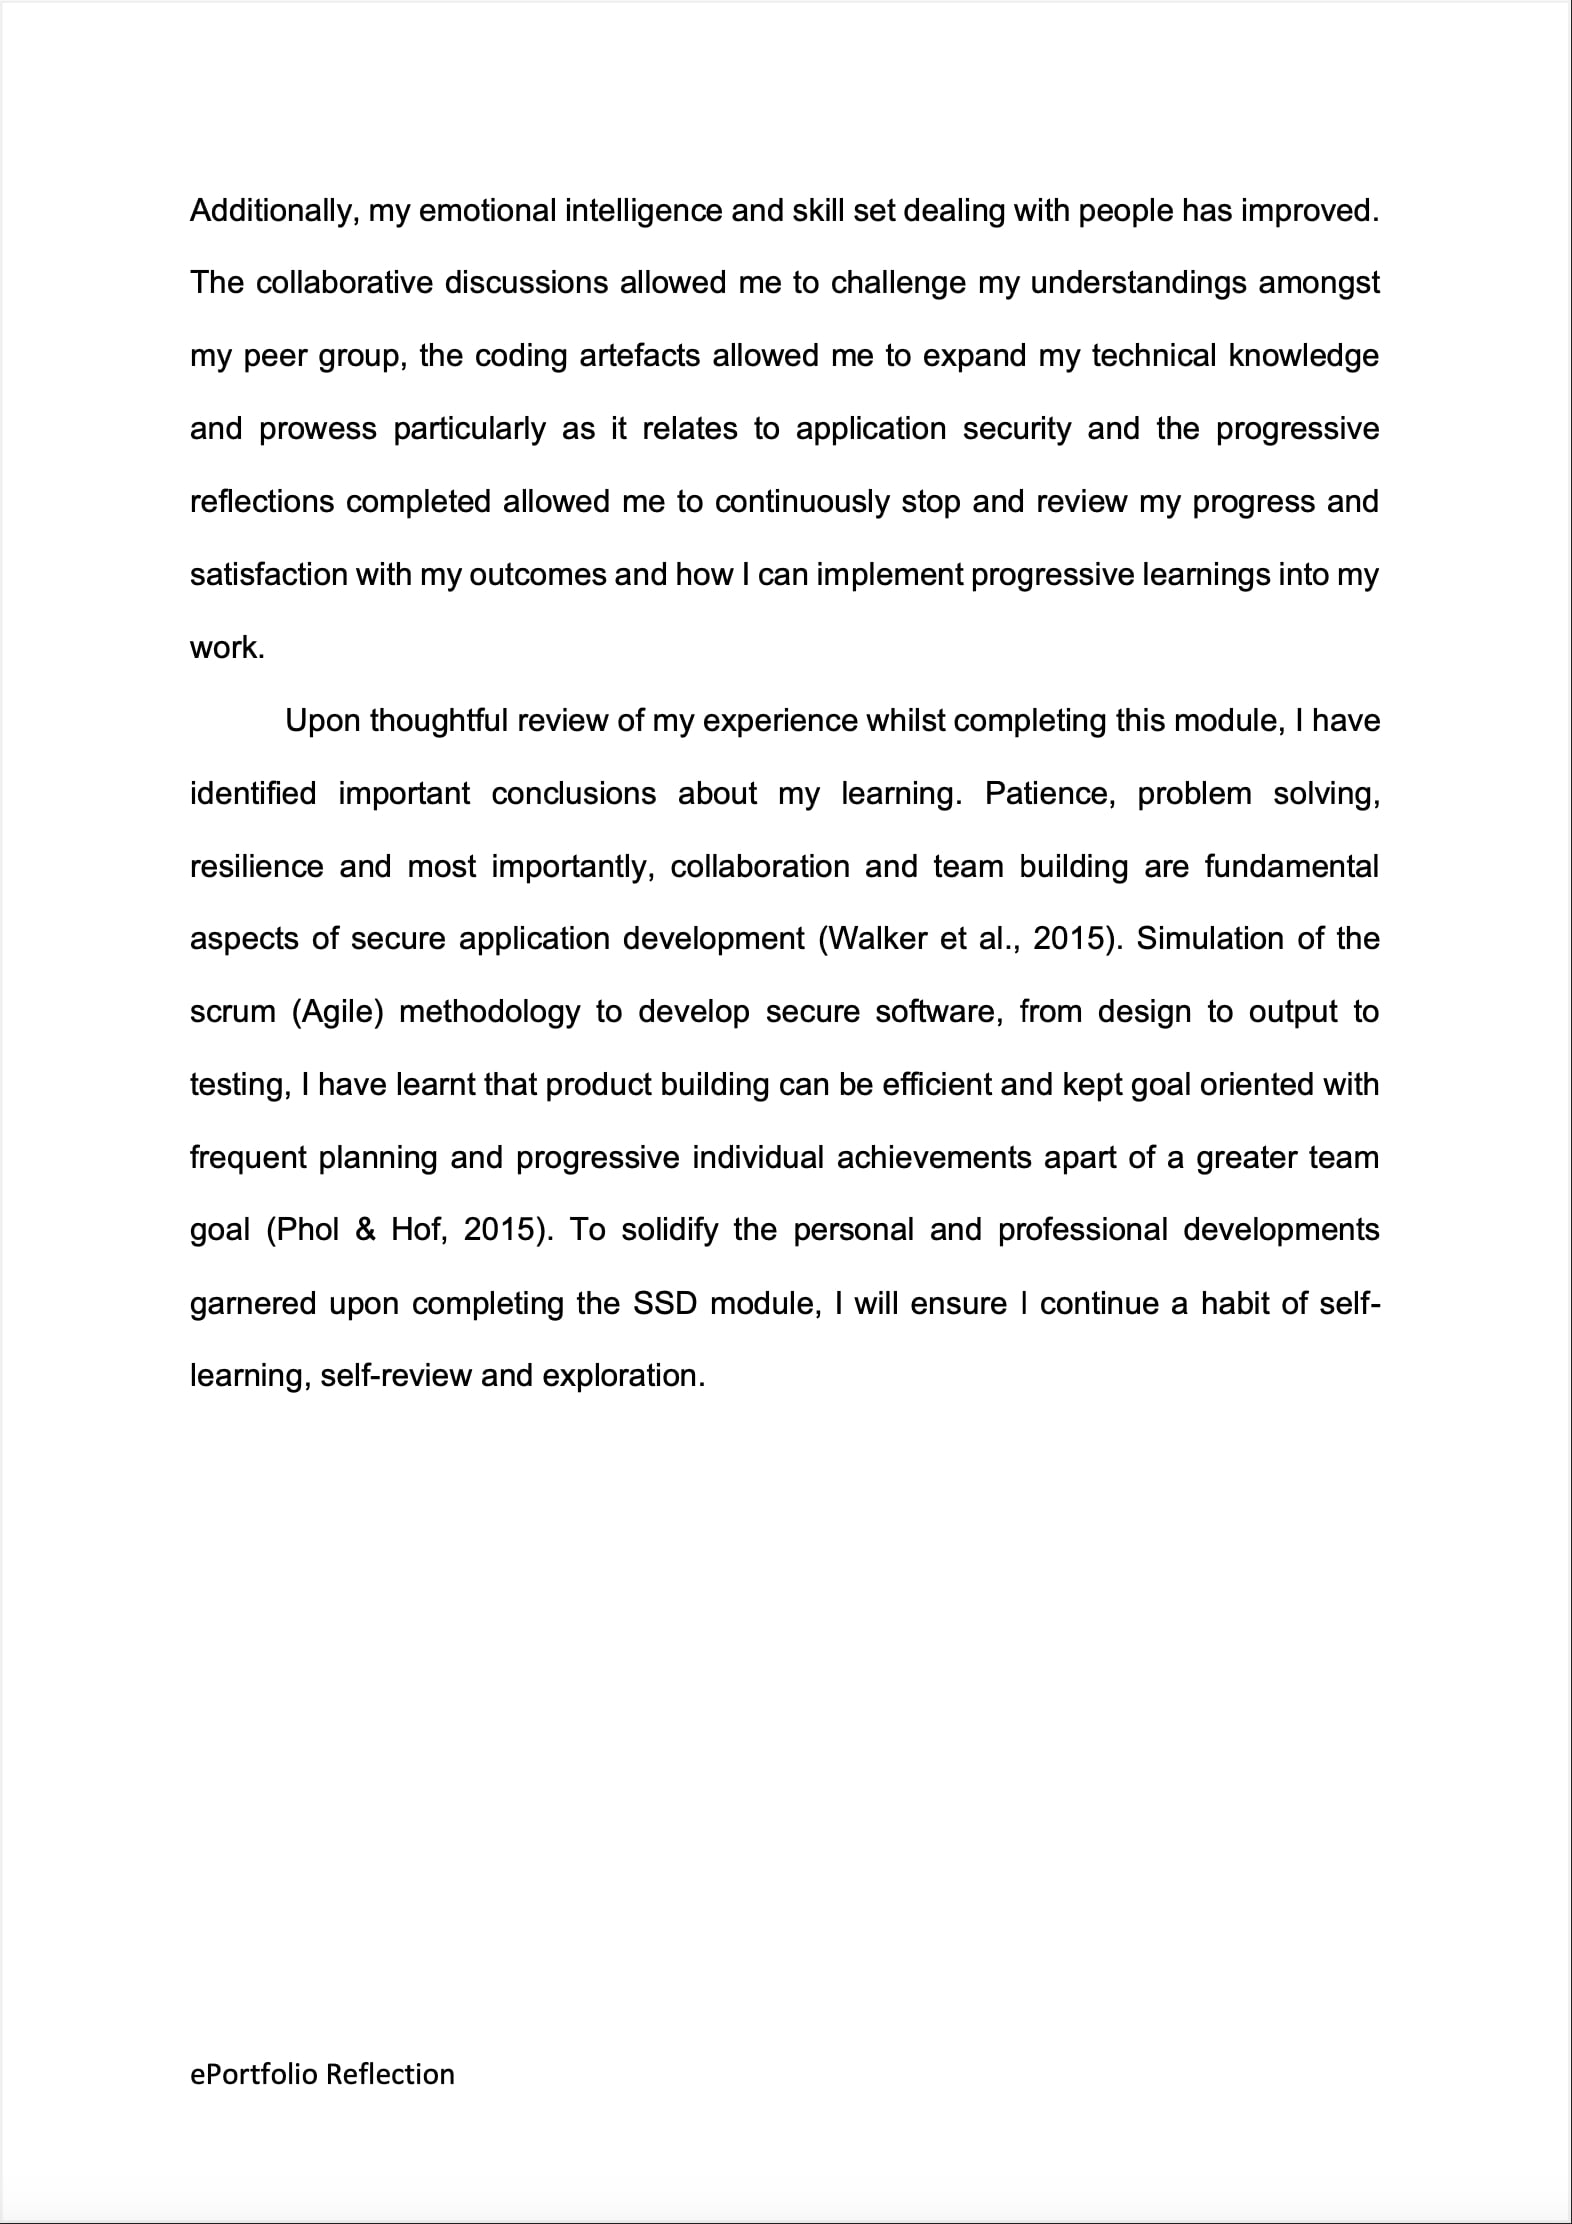 Additionally, my emotional intelligence and skill set dealing with people has improved.
The collaborative discussions allowed me to challenge my understandings amongst
my peer group, the coding artefacts allowed me to expand my technical knowledge
and prowess particularly as it relates to application security and the progressive
reflections completed allowed me to continuously stop and review my progress and
satisfaction with my outcomes and how I can implement progressive learnings into my
work.
Upon thoughtful review of my experience whilst completing this module, I have
identified important conclusions about my learning. Patience, problem solving,
resilience and most importantly, collaboration and team building are fundamental
aspects of secure application development (Walker et al., 2015). Simulation of the
scrum (Agile) methodology to develop secure software, from design to output to
testing, I have learnt that product building can be efficient and kept goal oriented with
frequent planning and progressive individual achievements apart of a greater team
goal (Phol & Hof, 2015). To solidify the personal and professional developments
garnered upon completing the SSD module, I will ensure I continue a habit of self-
learning, self-review and exploration.
ePortfolio Reflection